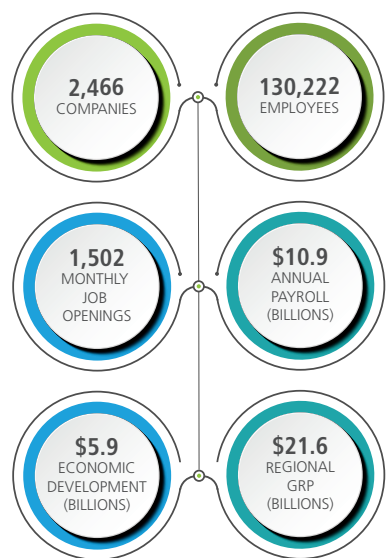 2,466
COMPANIES
130,222
EMPLOYEES
1,502
MONTHLY
JOB
OPENINGS
$10.9
ANNUAL
PAYROLL
(BILLIONS)
$5.9
ECONOMIC
DEVELOPMENT
(BILLIONS)
$21.6
REGIONAL
GRP
(BILLIONS)